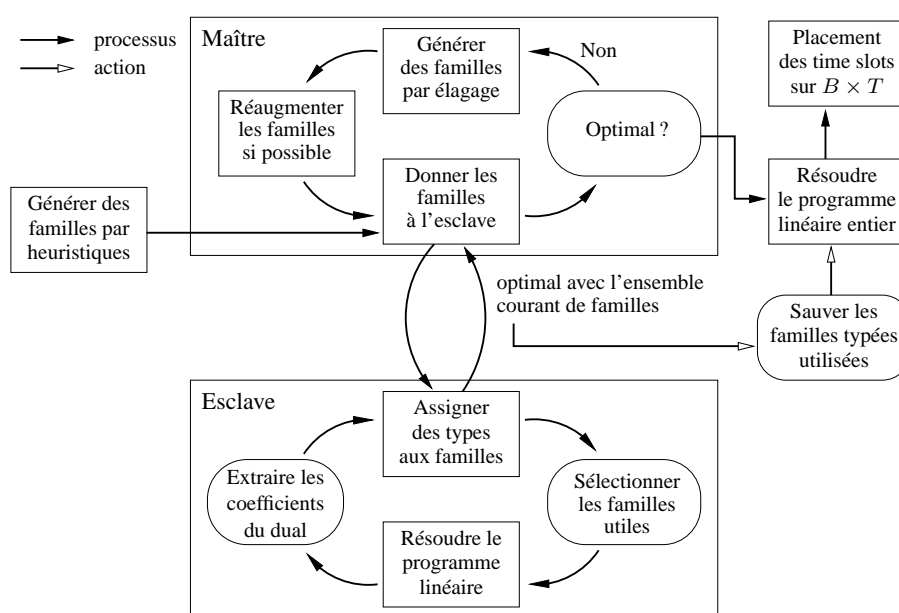 processus
action
Maître
Générer
des familles
par élagage
Non
Réaugmenter
les familles
si possible
Optimal ?
Donner les
familles
à l'esclave
Placement
des time slots
sur B × T
Générer des
familles par
heuristiques
Résoudre
le programme
linéaire entier
optimal avec l'ensemble
courant de familles
Sauver les
familles typées
utilisées
Esclave
Assigner
des types
aux familles
Extraire les
coefficients
du dual
Sélectionner
les familles
utiles
Résoudre le
programme
linéaire